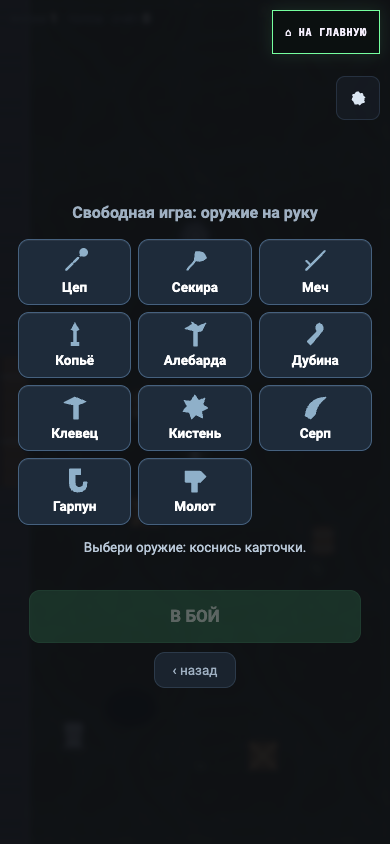 ⌂ НА ГЛАВНУЮ
Свободная игра: оружие на руку
Цеп
Секира
Меч
Копьё
Алебарда
Дубина
Клевец
Кистень
Серп
Гарпун
Молот
Выбери оружие: коснись карточки.
В БОЙ
‹ назад